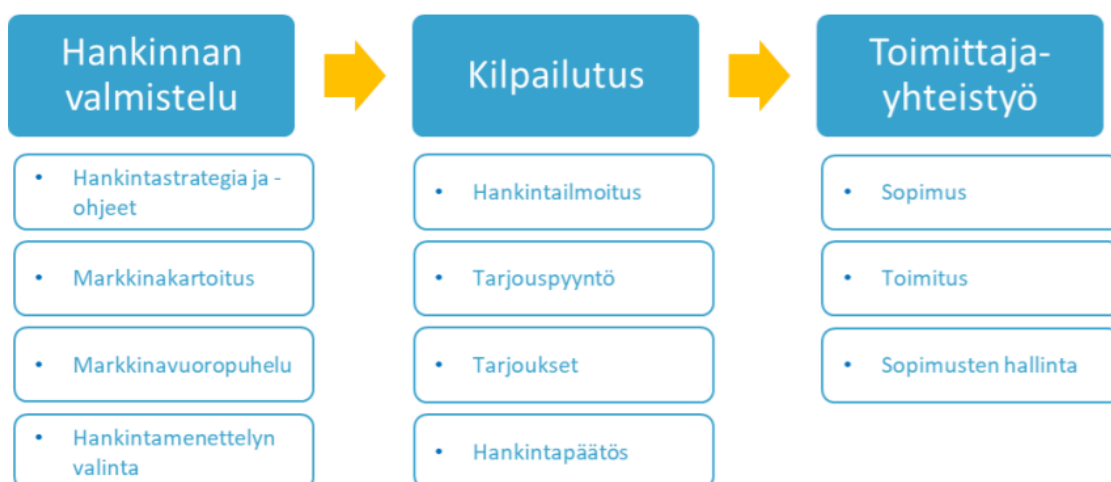 Hankinnan
valmistelu
Hankintastrategia ja -
ohjeet
Markkinakartoitus
Markkinavuoropuhelu
Hankintamenettelyn
valinta
Kilpailutus
Hankintailmoitus
Tarjouspyyntö
Tarjoukset
Hankintapäätös
Toimittaja-
yhteistyö
Sopimus
Toimitus
Sopimusten hallinta